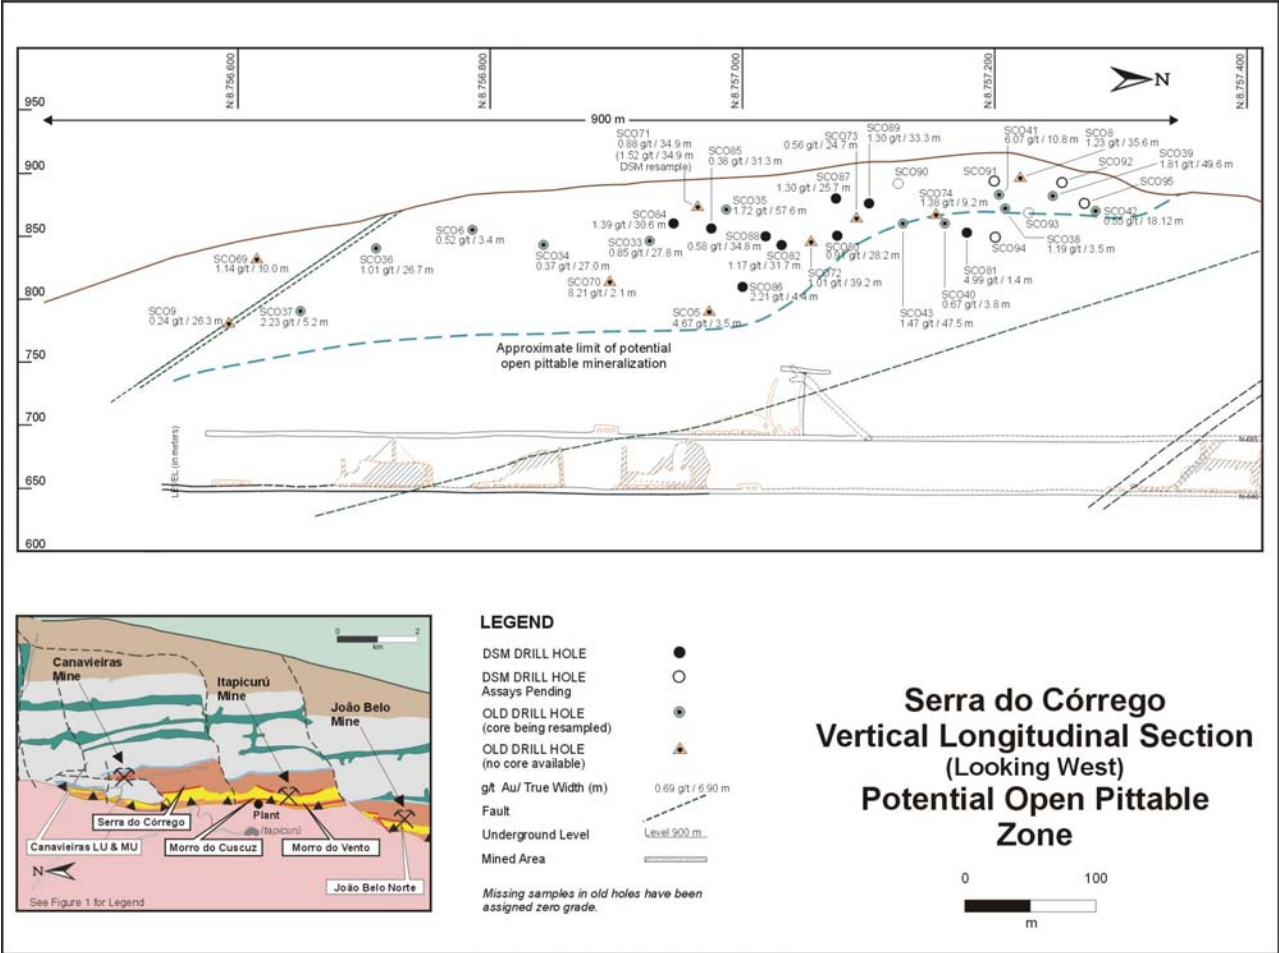 N:8.756.600
N:8.756.800
N:8.757.000
N:8.757.200
N:8.757.400
N
900 m
950
900
850
800
750
700
650
600
LEVEL (in meters)
SCO71
0.88 g/t / 34.9 m
(1.52 g/t / 34.9 m
DSM resample)
SCO85
0.38 g/t / 31.3 m
SCO73
0.56 g/t / 24.7 m
SCO89
1.30 g/t / 33.3 m
SCO41
6.07 g/t / 10.8 m
SCO8
1.23 g/t / 35.6 m
SCO92
SCO39
1.81 g/t / 49.6 m
SCO91
SCO90
SCO87
1.30 g/t / 25.7 m
SCO95
SCO74
1.38 g/t / 9.2 m
SCO35
1.72 g/t / 57.6 m
SCO84
1.39 g/t / 30.6 m
SCO42
0.55 g/t / 18.12 m
SCO93
SCO6
0.52 g/t / 3.4 m
SCO33
0.85 g/t / 27.8 m
SCO88
0.58 g/t / 34.8 m
SCO80
0.97 g/t / 28.2 m
SCO94
SCO38
1.19 g/t / 3.5 m
SCO69
1.14 g/t / 10.0 m
SCO36
1.01 g/t / 26.7 m
SCO34
0.37 g/t / 27.0 m
SCO82
1.17 g/t / 31.7 m
SCO72
1.01 g/t / 39.2 m
SCO81
4.99 g/t / 1.4 m
SCO70
8.21 g/t / 2.1 m
SCO86
2.21 g/t / 4.4 m
SCO40
0.67 g/t / 3.8 m
SCO9
0.24 g/t / 26.3 m
SCO37
2.23 g/t / 5.2 m
SCO5
4.67 g/t / 3.5 m
SCO43
1.47 g/t / 47.5 m
Approximate limit of potential
open pittable mineralization
Canavieiras
Mine
Itapicurú
Mine
João Belo
Mine
0 2
km
Serra do Córrego
Plant
Itapicurú
Canavieiras LU & MU
Morro do Cuscuz
Morro do Vento
João Belo Norte
N
See Figure 1 for Legend
LEGEND
DSM DRILL HOLE
DSM DRILL HOLE
Assays Pending
OLD DRILL HOLE
(core being resampled)
OLD DRILL HOLE
(no core available)
g/t Au/ True Width (m) 0.69 g/t / 6.90 m
Fault
Underground Level Level 900 m
Mined Area
Missing samples in old holes have been
assigned zero grade.
Serra do Córrego
Vertical Longitudinal Section
(Looking West)
Potential Open Pittable
Zone
0 100
m